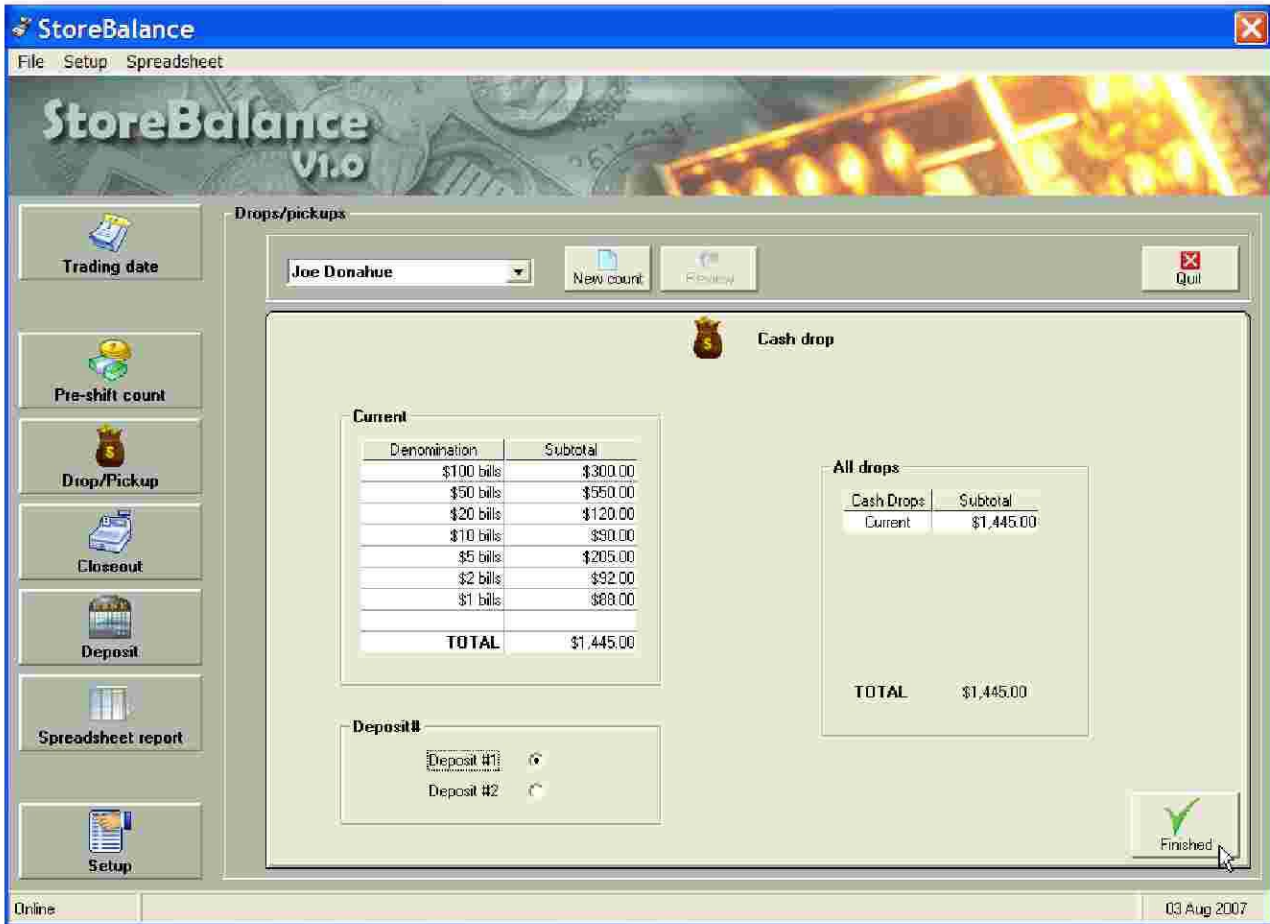 StoreBalance
File Setup Spreadsheet
StoreBalance
V1.0
Trading date
Pre-shift count
Drop/Pickup
Closeout
Deposit
Spreadsheet report
Setup
Drops/pickups
Joe Donahue
New count
Review
Quit
Cash drop
Current
Denomination Subtotal
$100 bills $300.00
$50 bills $550.00
$20 bills $120.00
$10 bills $90.00
$5 bills $205.00
$2 bills $92.00
$1 bills $88.00
TOTAL $1,445.00
Deposit#
Deposit #1
Deposit #2
All drops
Cash Drops Subtotal
Current $1,445.00
TOTAL $1,445.00
Finished
Online
03 Aug 2007